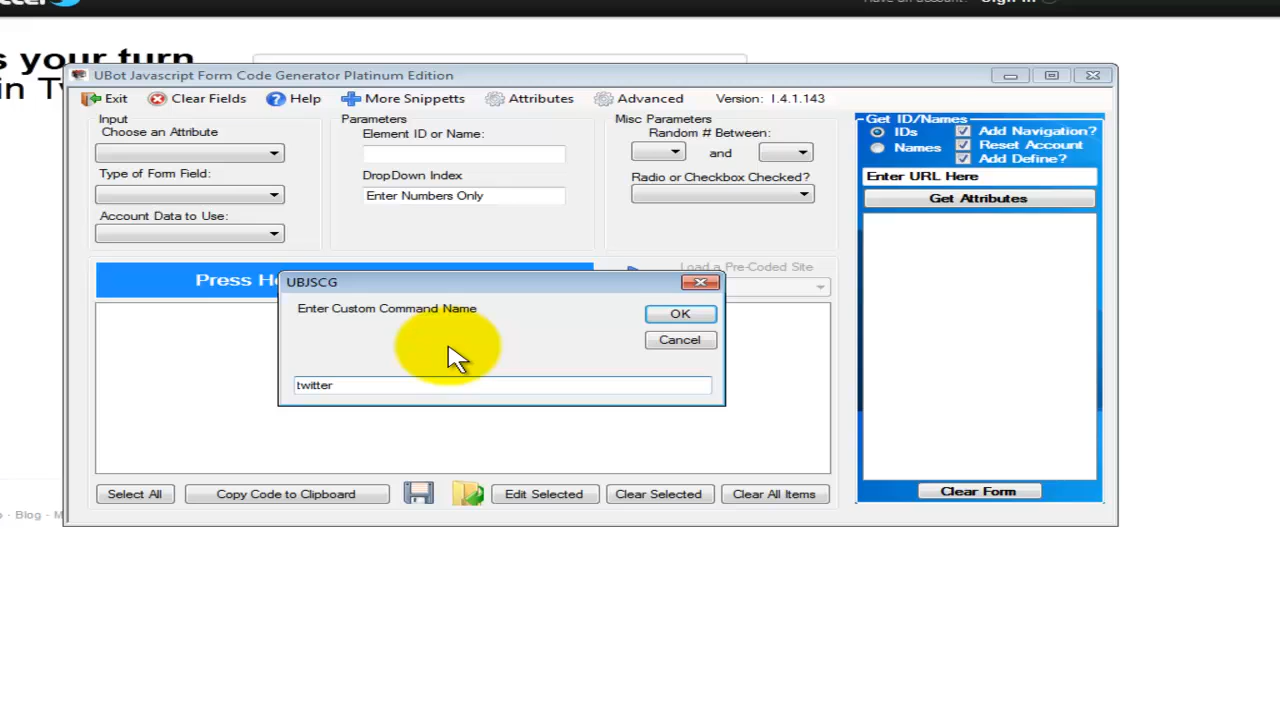 your turn
in Tw
UBot Javascript Form Code Generator Platinum Edition
Exit Clear Fields Help More Snippetts Attributes Advanced Version: I.4.1.143
Input
Choose an Attribute
Type of Form Field:
Account Data to Use:
Parameters
Element ID or Name:
DropDown Index
Enter Numbers Only
Misc Parameters
Random # Between:
and
Radio or Checkbox Checked?
Get ID/Names
IDs
Names
Add Navigation?
Reset Account
Add Define?
Enter URL Here
Get Attributes
Press He
Load a Pre-Coded Site
UBJSCG
Enter Custom Command Name
OK
Cancel
twitter
Select All Copy Code to Clipboard Edit Selected Clear Selected Clear All Items
Clear Form
· Blog ·